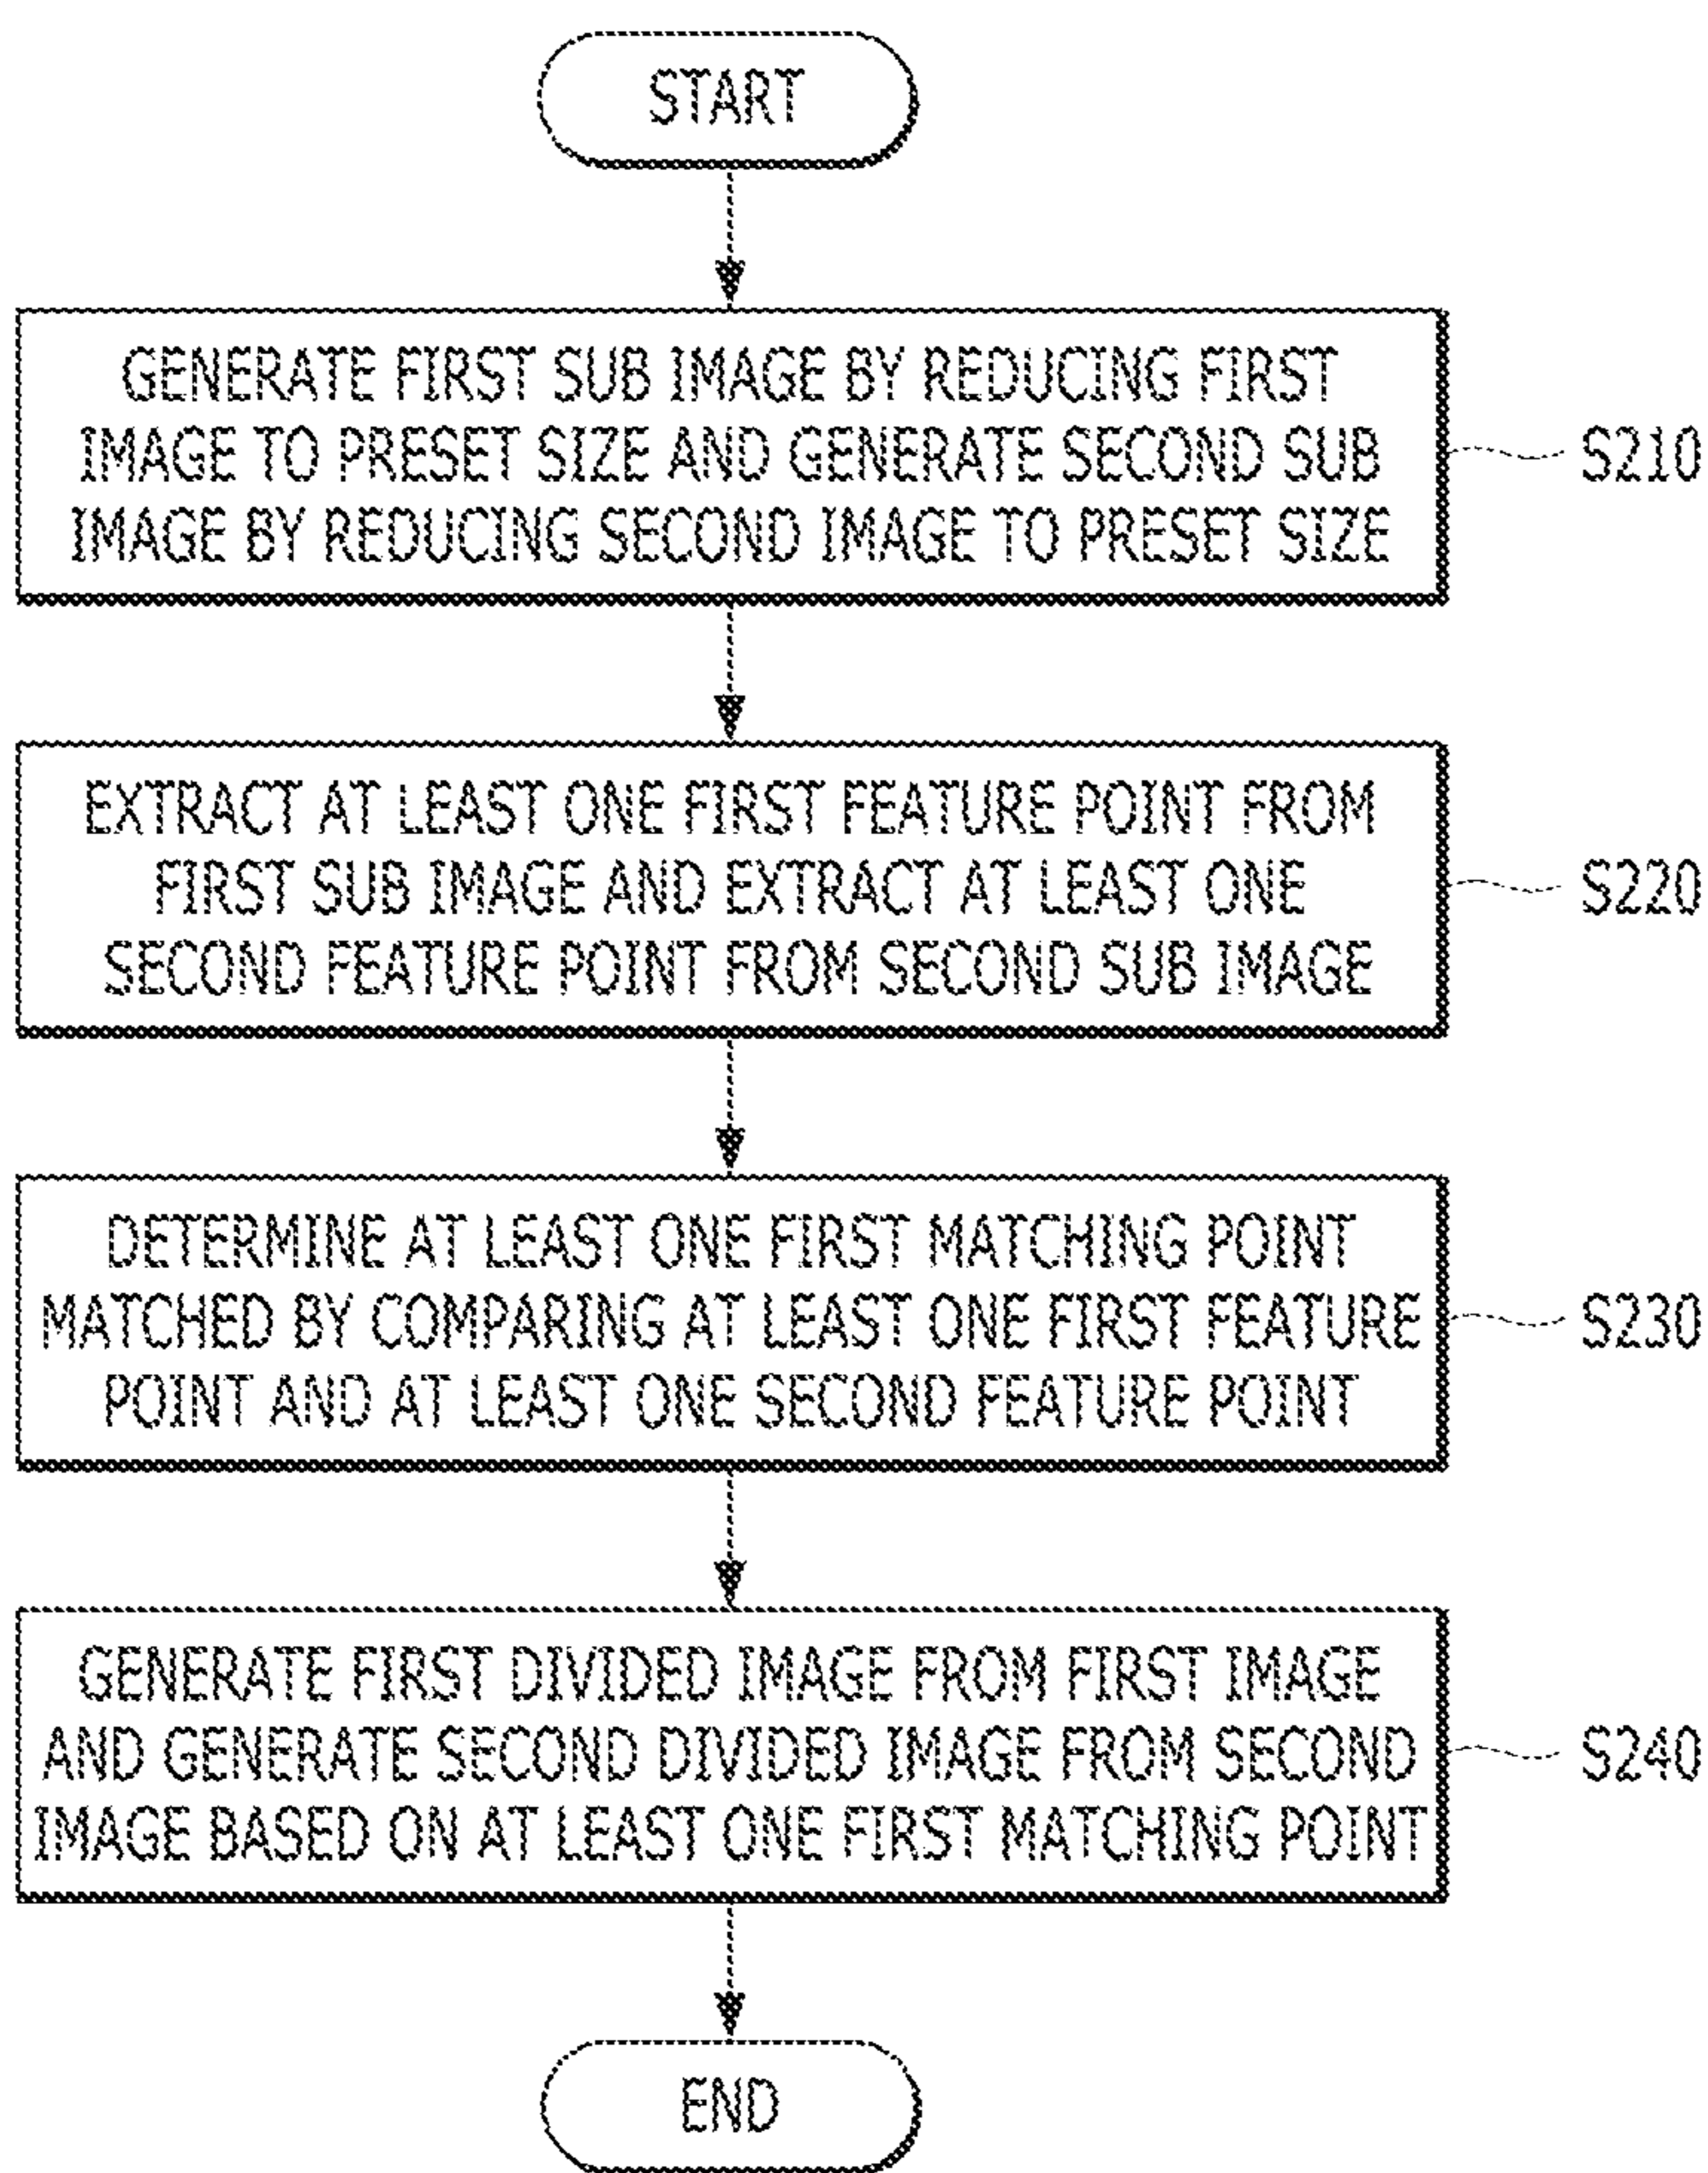 START
GENERATE FIRST SUB IMAGE BY REDUCING FIRST
IMAGE TO PRESET SIZE AND GENERATE SECOND SUB
IMAGE BY REDUCING SECOND IMAGE TO PRESET SIZE
S210
EXTRACT AT LEAST ONE FIRST FEATURE POINT FROM
FIRST SUB IMAGE AND EXTRACT AT LEAST ONE
SECOND FEATURE POINT FROM SECOND SUB IMAGE
S220
DETERMINE AT LEAST ONE FIRST MATCHING POINT
MATCHED BY COMPARING AT LEAST ONE FIRST FEATURE
POINT AND AT LEAST ONE SECOND FEATURE POINT
S230
GENERATE FIRST DIVIDED IMAGE FROM FIRST IMAGE
AND GENERATE SECOND DIVIDED IMAGE FROM SECOND
IMAGE BASED ON AT LEAST ONE FIRST MATCHING POINT
S240
END